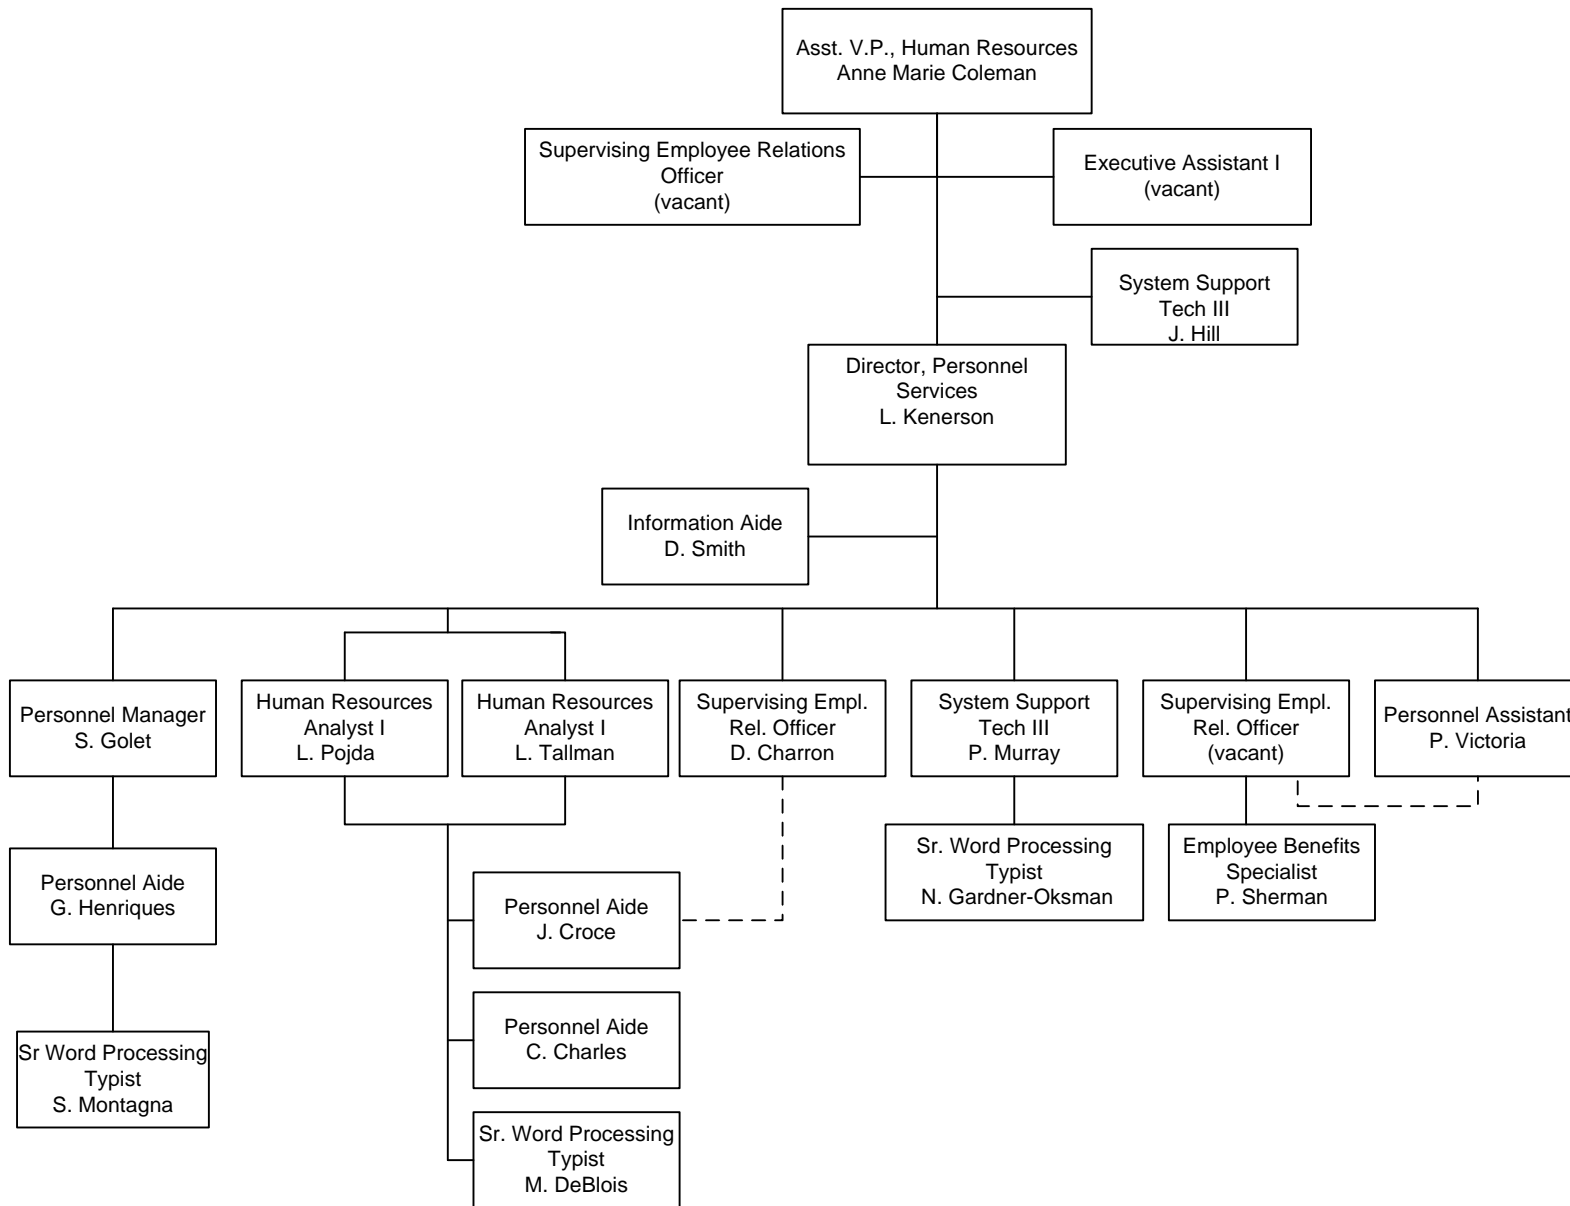 Asst. V.P., Human Resources
Anne Marie Coleman
Supervising Employee Relations
Officer
(vacant)
Executive Assistant I
(vacant)
System Support
Tech III
J. Hill
Director, Personnel
Services
L. Kenerson
Information Aide
D. Smith
Personnel Manager
S. Golet
Human Resources
Analyst I
L. Pojda
Human Resources
Analyst I
L. Tallman
Supervising Empl.
Rel. Officer
D. Charron
System Support
Tech III
P. Murray
Supervising Empl.
Rel. Officer
(vacant)
Personnel Assistant
P. Victoria
Personnel Aide
G. Henriques
Personnel Aide
J. Croce
Sr. Word Processing
Typist
N. Gardner-Oksman
Employee Benefits
Specialist
P. Sherman
Personnel Aide
C. Charles
Sr Word Processing
Typist
S. Montagna
Sr. Word Processing
Typist
M. DeBlois